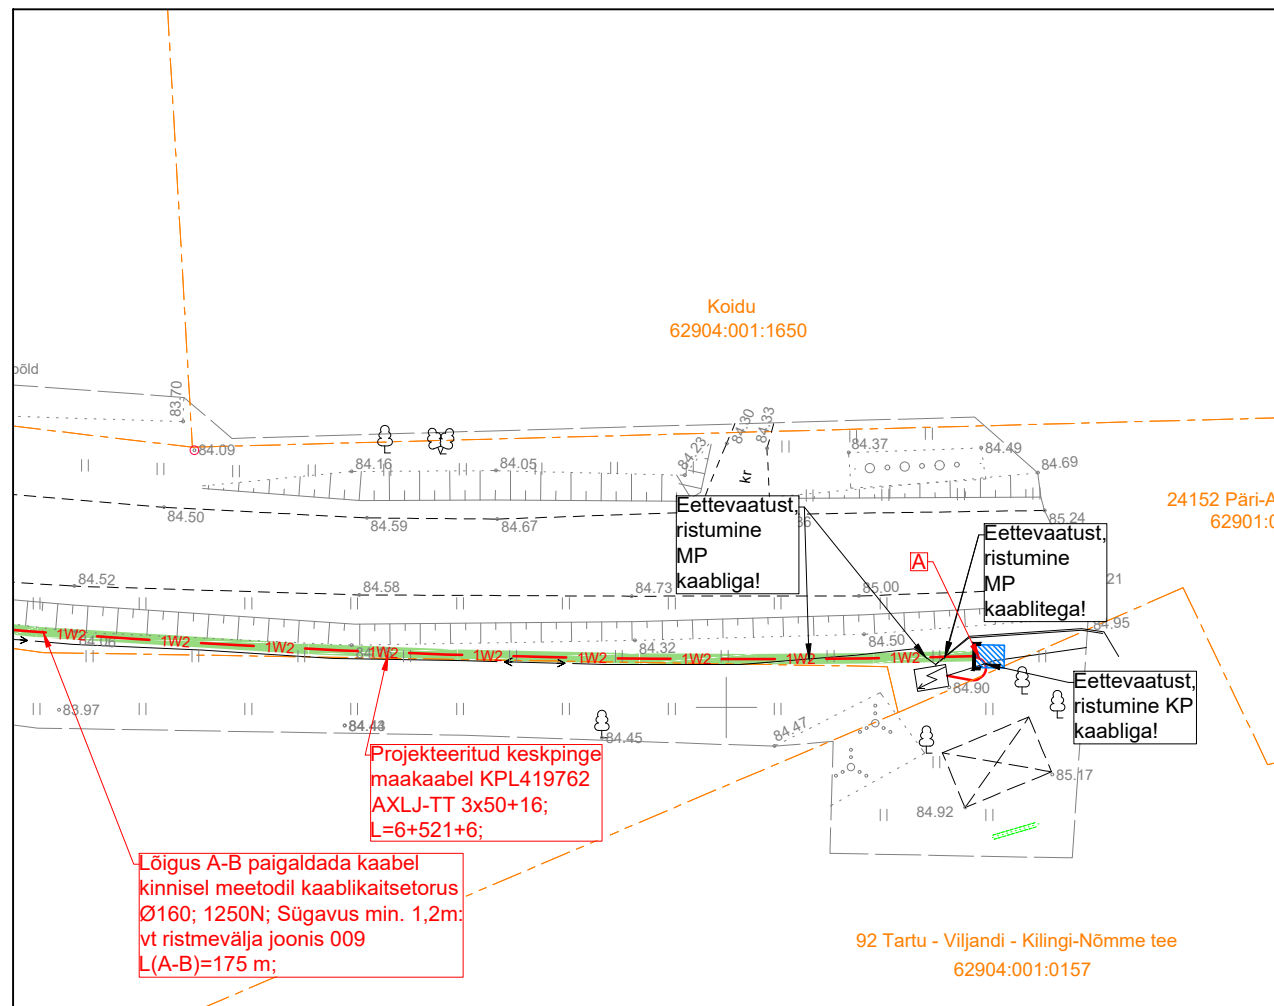 Koidu
62904:001:1650
põld
83.70
84.09
84.16
84.05
84.23
84.30
84.33
84.37
84.49
84.69
kr
84.50
84.59
84.67
85.24
24152 Päri-A
62901:0
Eettevaatust,
ristumine
MP
kaabliga!
Eettevaatust,
ristumine
MP
kaablitega!
A
84.52
84.58
84.73
85.00
84.95
1W2
1W2
1W2
1W2
1W2
1W2
1W2
1W2
1W2
84.32
84.50
84.90
Eettevaatust,
ristumine KP
kaabliga!
83.97
84.45
84.47
85.17
84.92
Projekteeritud keskpinge
maakaabel KPL419762
AXLJ-TT 3x50+16;
L=6+521+6;
Lõigus A-B paigaldada kaabel
kinnisel meetodil kaablikaitsetorus
Ø160; 1250N; Sügavus min. 1,2m:
vt ristmevälja joonis 009
L(A-B)=175 m;
92 Tartu - Viljandi - Kilingi-Nõmme tee
62904:001:0157